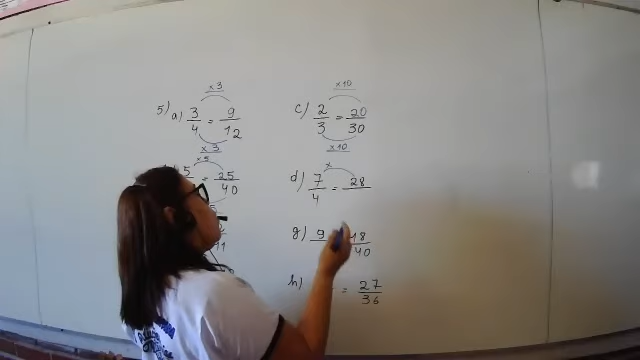 5) a) 3/4 = 9/12 x3 x3
5 = 25/40 x5
c) 2/3 = 20/30 x10 x10
d) 7/4 = 28 x
g) 9 18/40
h) = 27/36